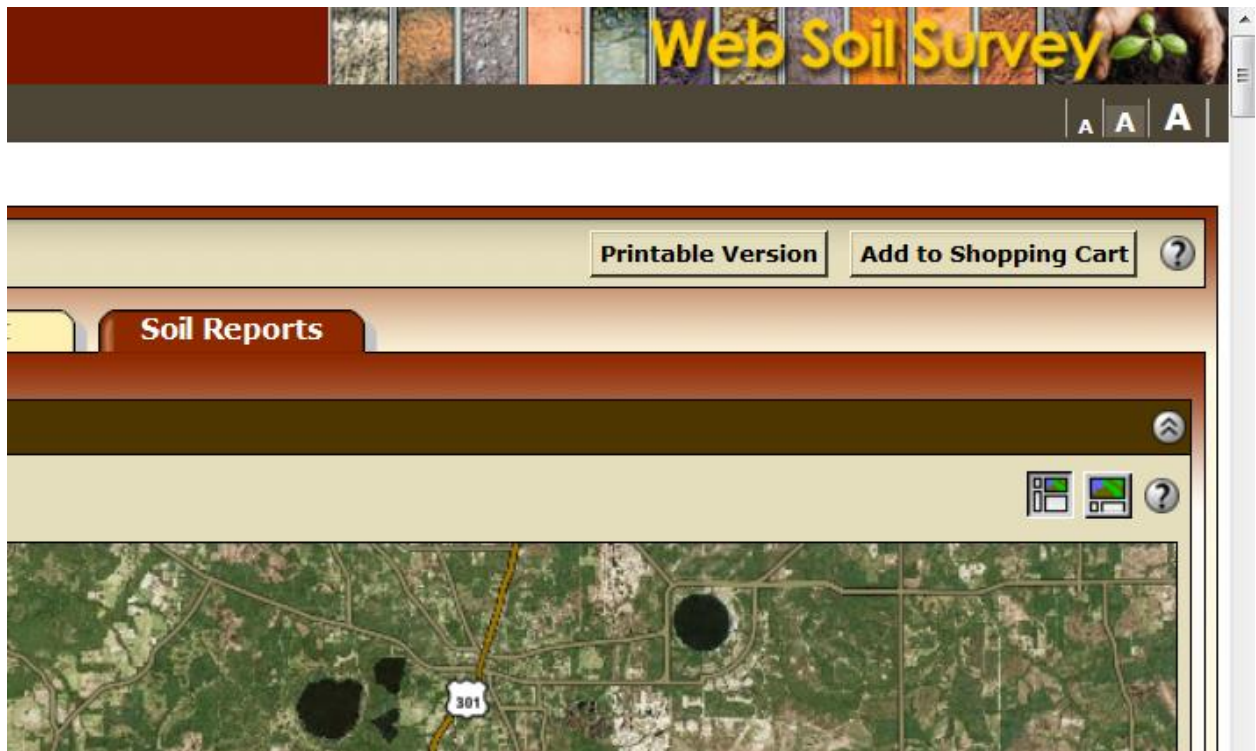 Web Soil Survey
A A A
Printable Version Add to Shopping Cart ?
Soil Reports
?
301